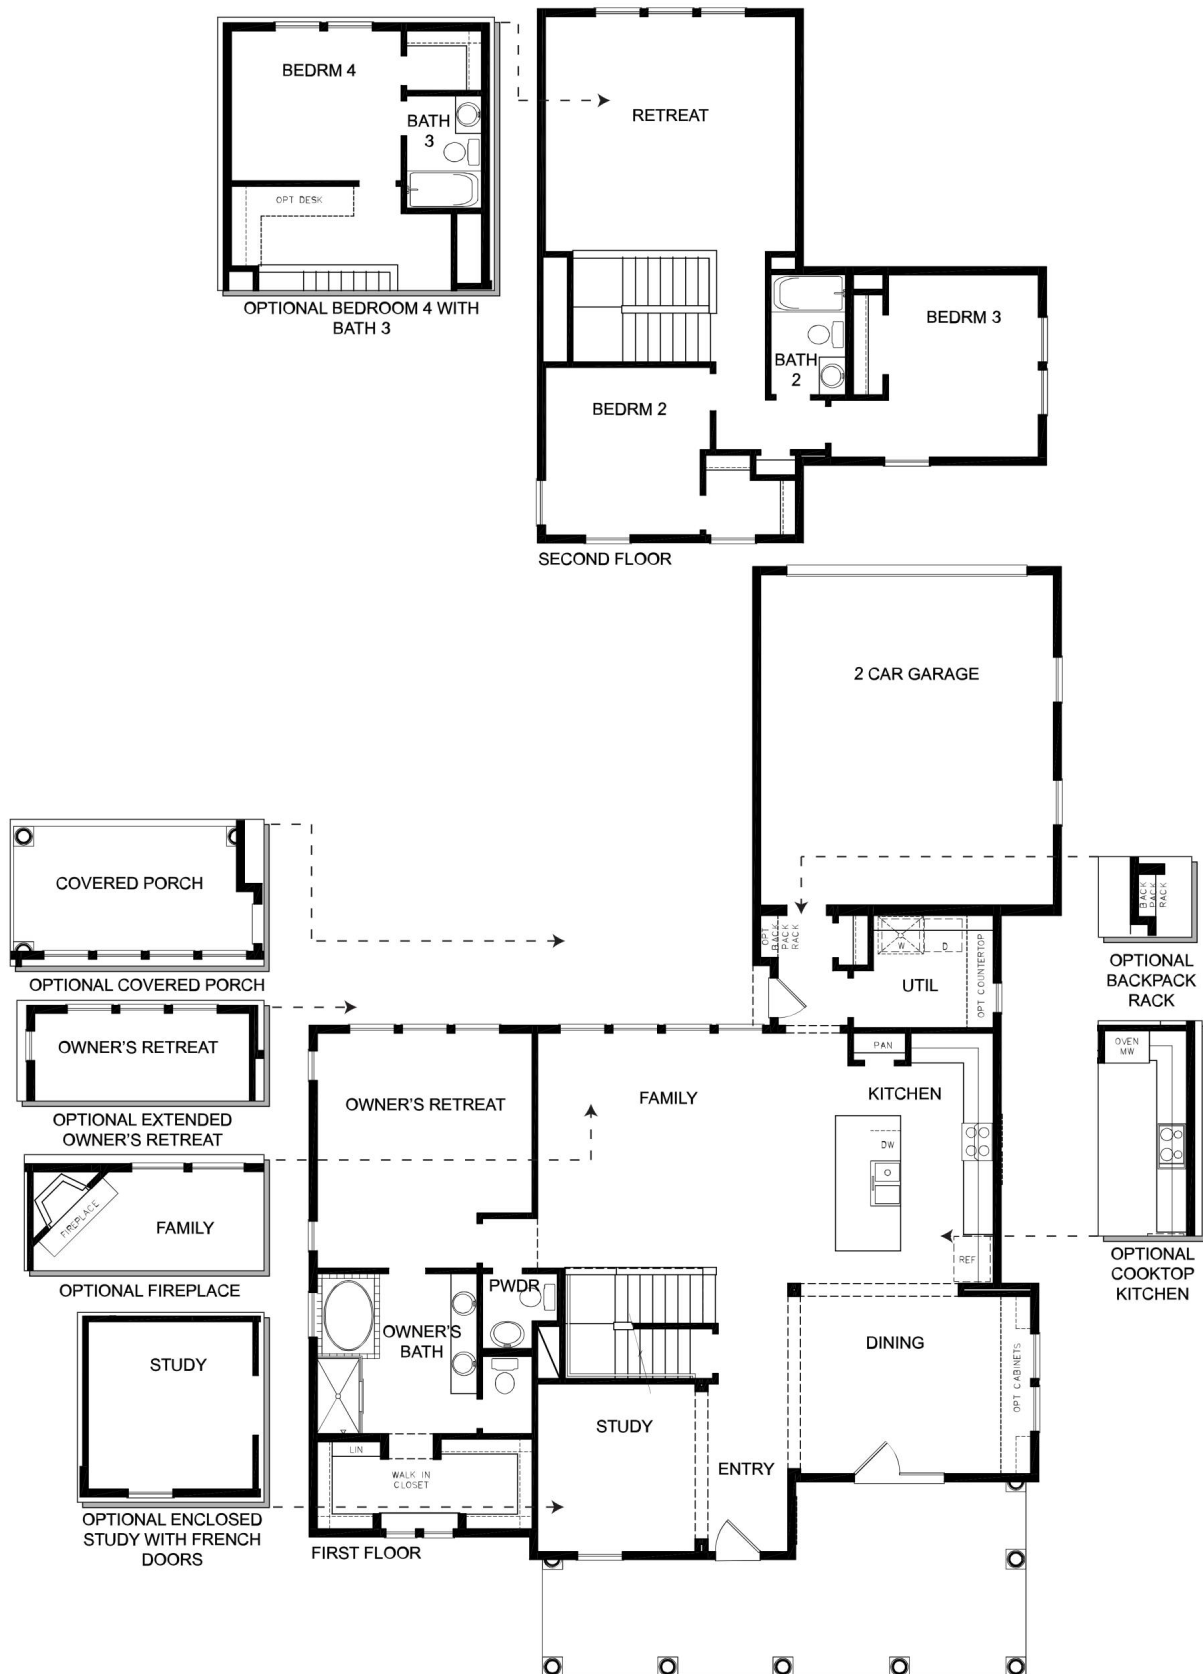 BEDRM 4
BATH
3
OPT DESK
OPTIONAL BEDROOM 4 WITH
BATH 3
RETREAT
BEDRM 3
BATH
2
BEDRM 2
SECOND FLOOR
2 CAR GARAGE
COVERED PORCH
OPTIONAL COVERED PORCH
OWNER'S RETREAT
OPTIONAL EXTENDED
OWNER'S RETREAT
FIREPLACE
FAMILY
OPTIONAL FIREPLACE
STUDY
OPTIONAL ENCLOSED
STUDY WITH FRENCH
DOORS
OPT
BACK
PACK
RACK
W
D
UTIL
OPT COUNTERTOP
BACK
PACK
RACK
OPTIONAL
BACKPACK
RACK
OVEN
MW
OPTIONAL
COOKTOP
KITCHEN
OWNER'S RETREAT
FAMILY
PAN
KITCHEN
DW
REF
PWDR
OWNER'S
BATH
DINING
OPT CABINETS
STUDY
ENTRY
LIN
WALK IN
CLOSET
FIRST FLOOR